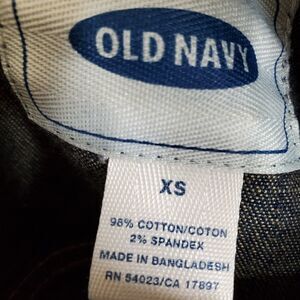 OLD NAVY
XS
98% COTTON/COTON
2% SPANDEX
MADE IN BANGLADESH
RN 54023/CA 17897